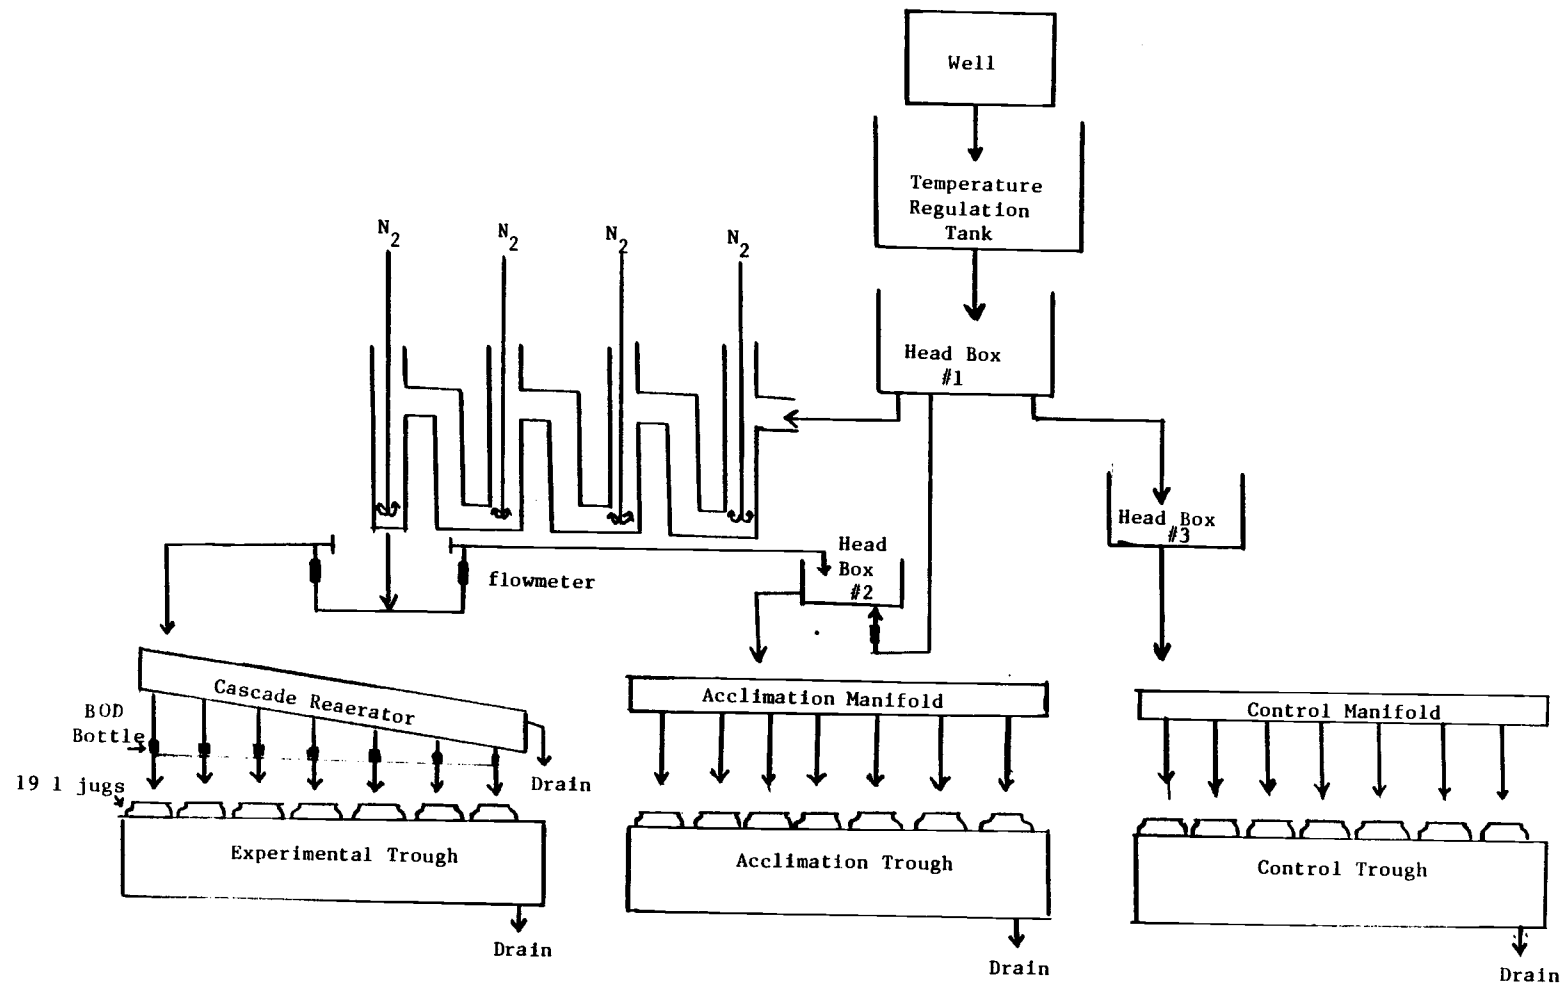 Well
Temperature
Regulation
Tank
N2
N2
N2
N2
Head Box
#1
Head Box
#3
Head
Box
#2
flowmeter
Cascade Reaerator
Acclimation Manifold
Control Manifold
BOD
Bottle
19 l jugs
Drain
Experimental Trough
Acclimation Trough
Control Trough
Drain
Drain
Drain